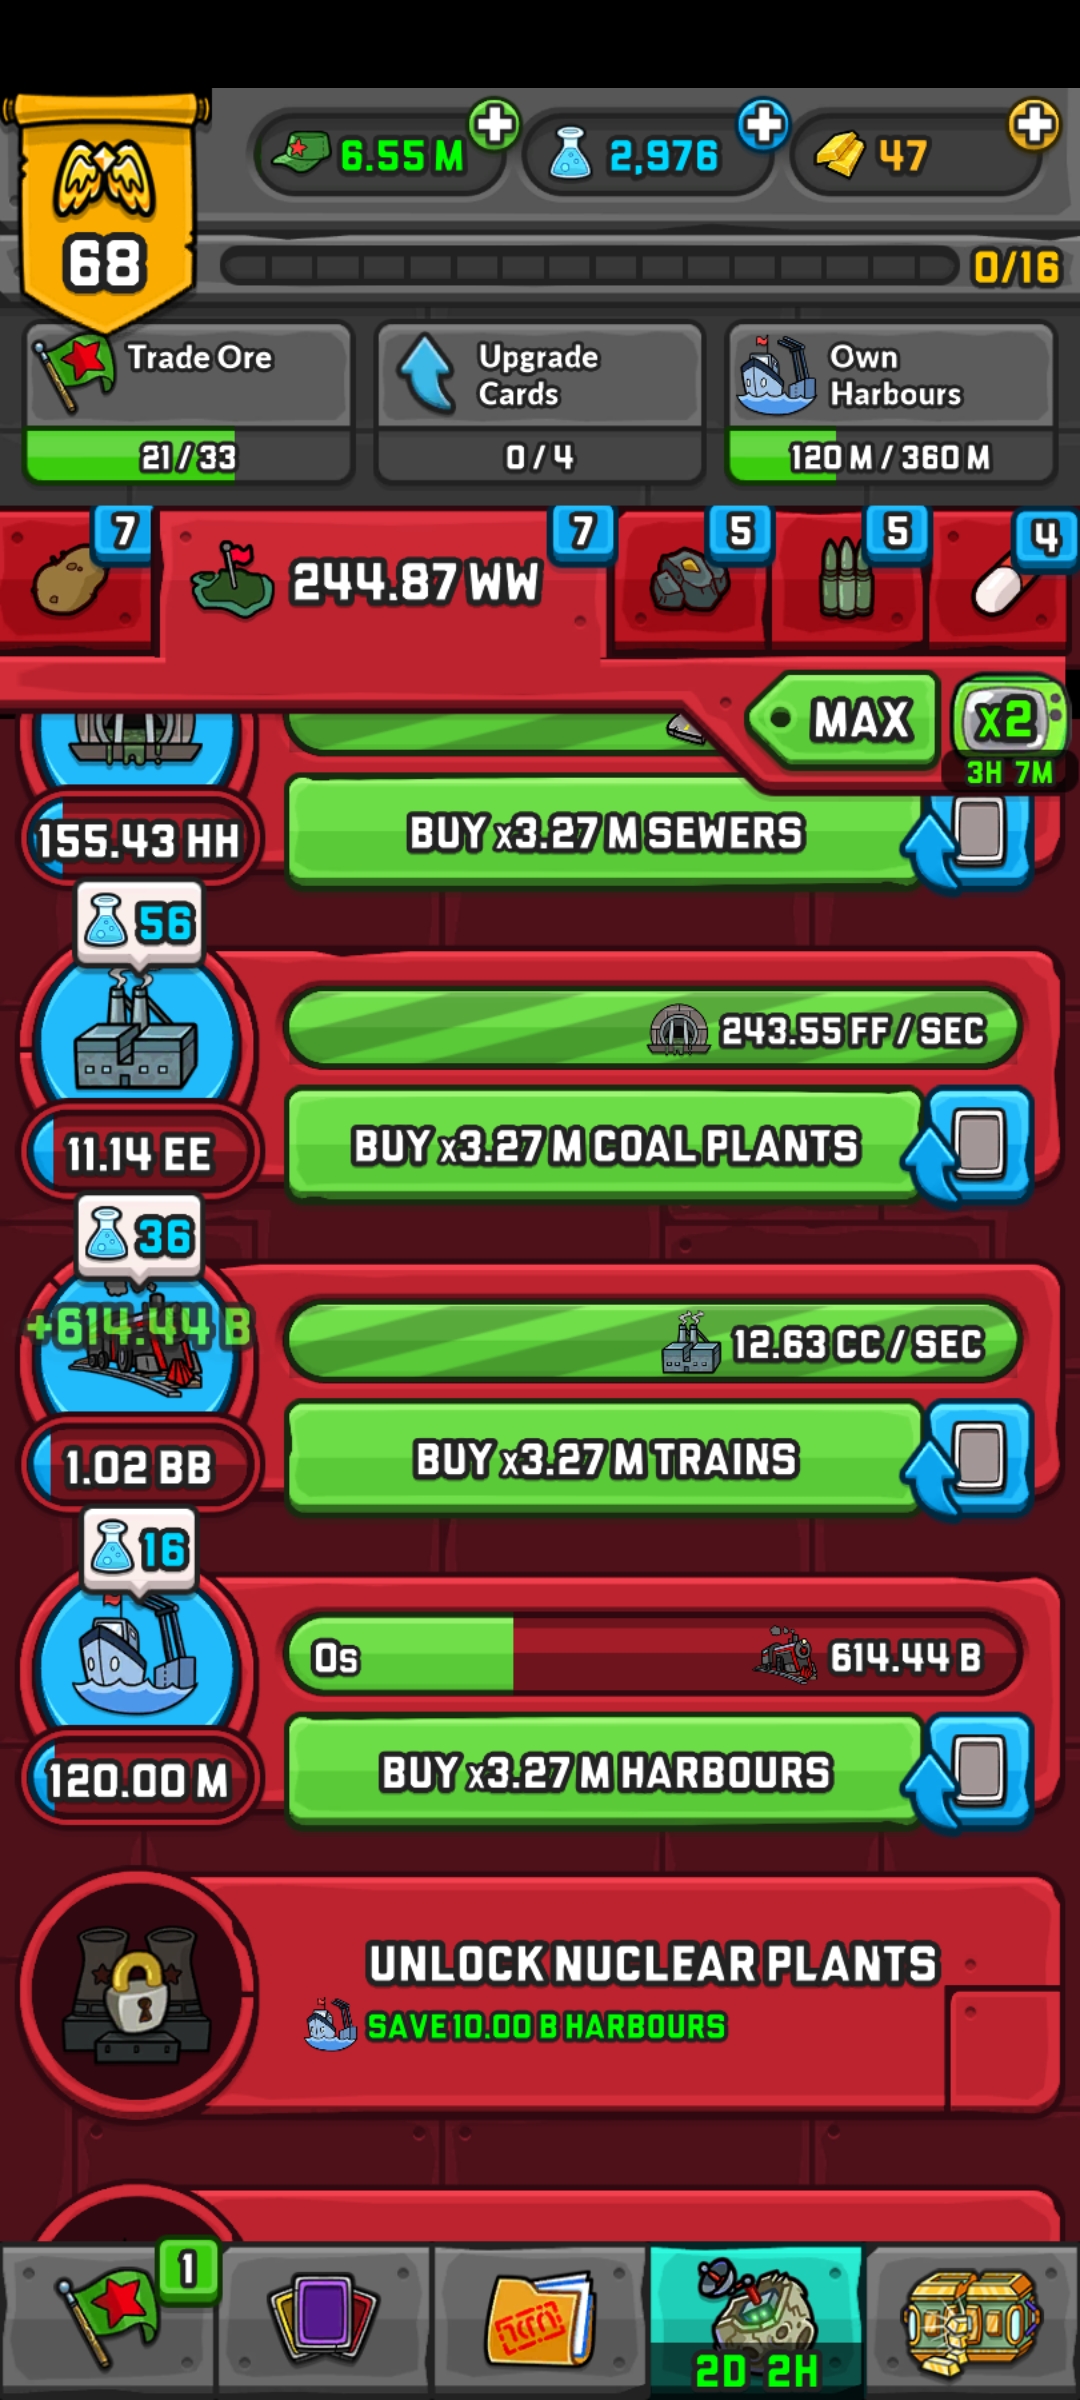 6.55 M
2,976
47
68
0/16
Trade Ore
21 / 33
Upgrade
Cards
0 / 4
Own
Harbours
120 M / 360 M
7
244.87 WW
7
5
5
4
MAX
x2
3H 7M
155.43 HH
BUY x3.27 M SEWERS
56
243.55 FF / SEC
11.14 EE
BUY x3.27 M COAL PLANTS
36
+614.44 B
12.63 CC / SEC
1.02 BB
BUY x3.27 M TRAINS
16
0s
614.44 B
120.00 M
BUY x3.27 M HARBOURS
UNLOCK NUCLEAR PLANTS
SAVE 10.00 B HARBOURS
1
2D 2H